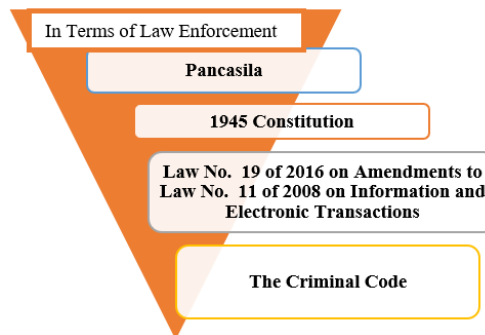 In Terms of Law Enforcement
Pancasila
1945 Constitution
Law No. 19 of 2016 on Amendments to
Law No. 11 of 2008 on Information and
Electronic Transactions
The Criminal Code